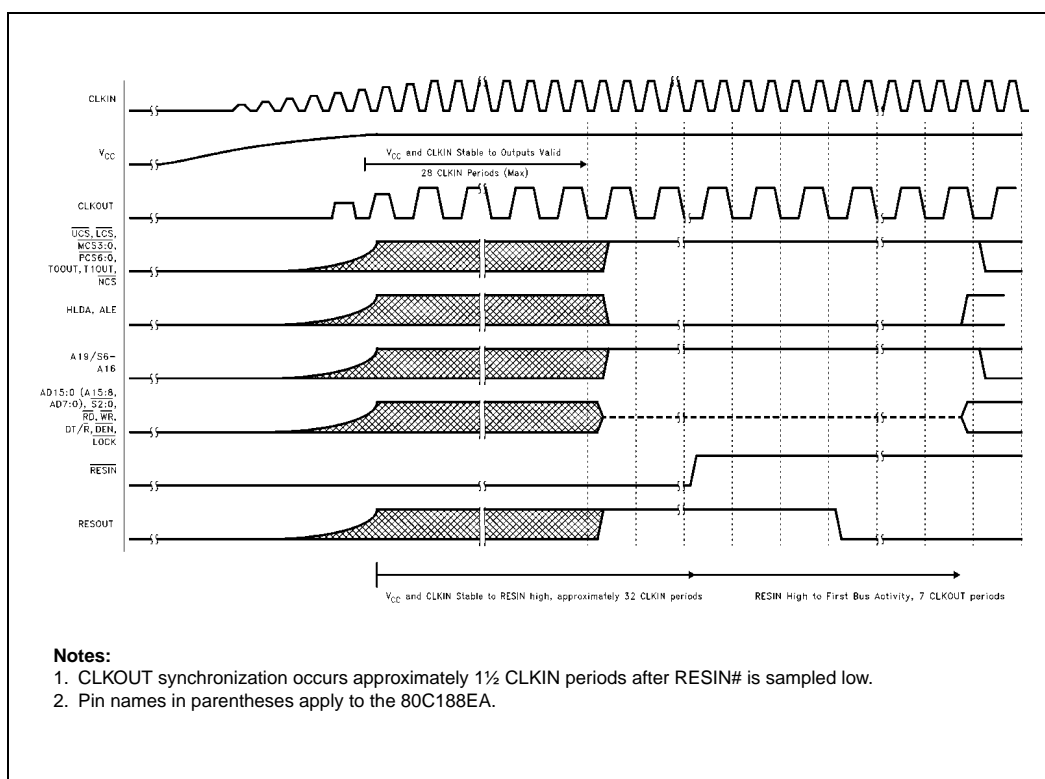 CLKIN
VCC
VCC and CLKIN Stable to Outputs Valid
28 CLKIN Periods (Max)
CLKOUT
UCS, LCS,
MCS3:0,
PCS6:0,
T0OUT, T1OUT,
NCS
HLDA, ALE
A19/S6–
A16
AD15:0 (A15:8,
AD7:0), S2:0,
RD, WR,
DT/R, DEN,
LOCK
RESIN
RESOUT
VCC and CLKIN Stable to RESIN high, approximately 32 CLKIN periods
RESIN High to First Bus Activity, 7 CLKOUT periods
Notes:
1. CLKOUT synchronization occurs approximately 1½ CLKIN periods after RESIN# is sampled low.
2. Pin names in parentheses apply to the 80C188EA.